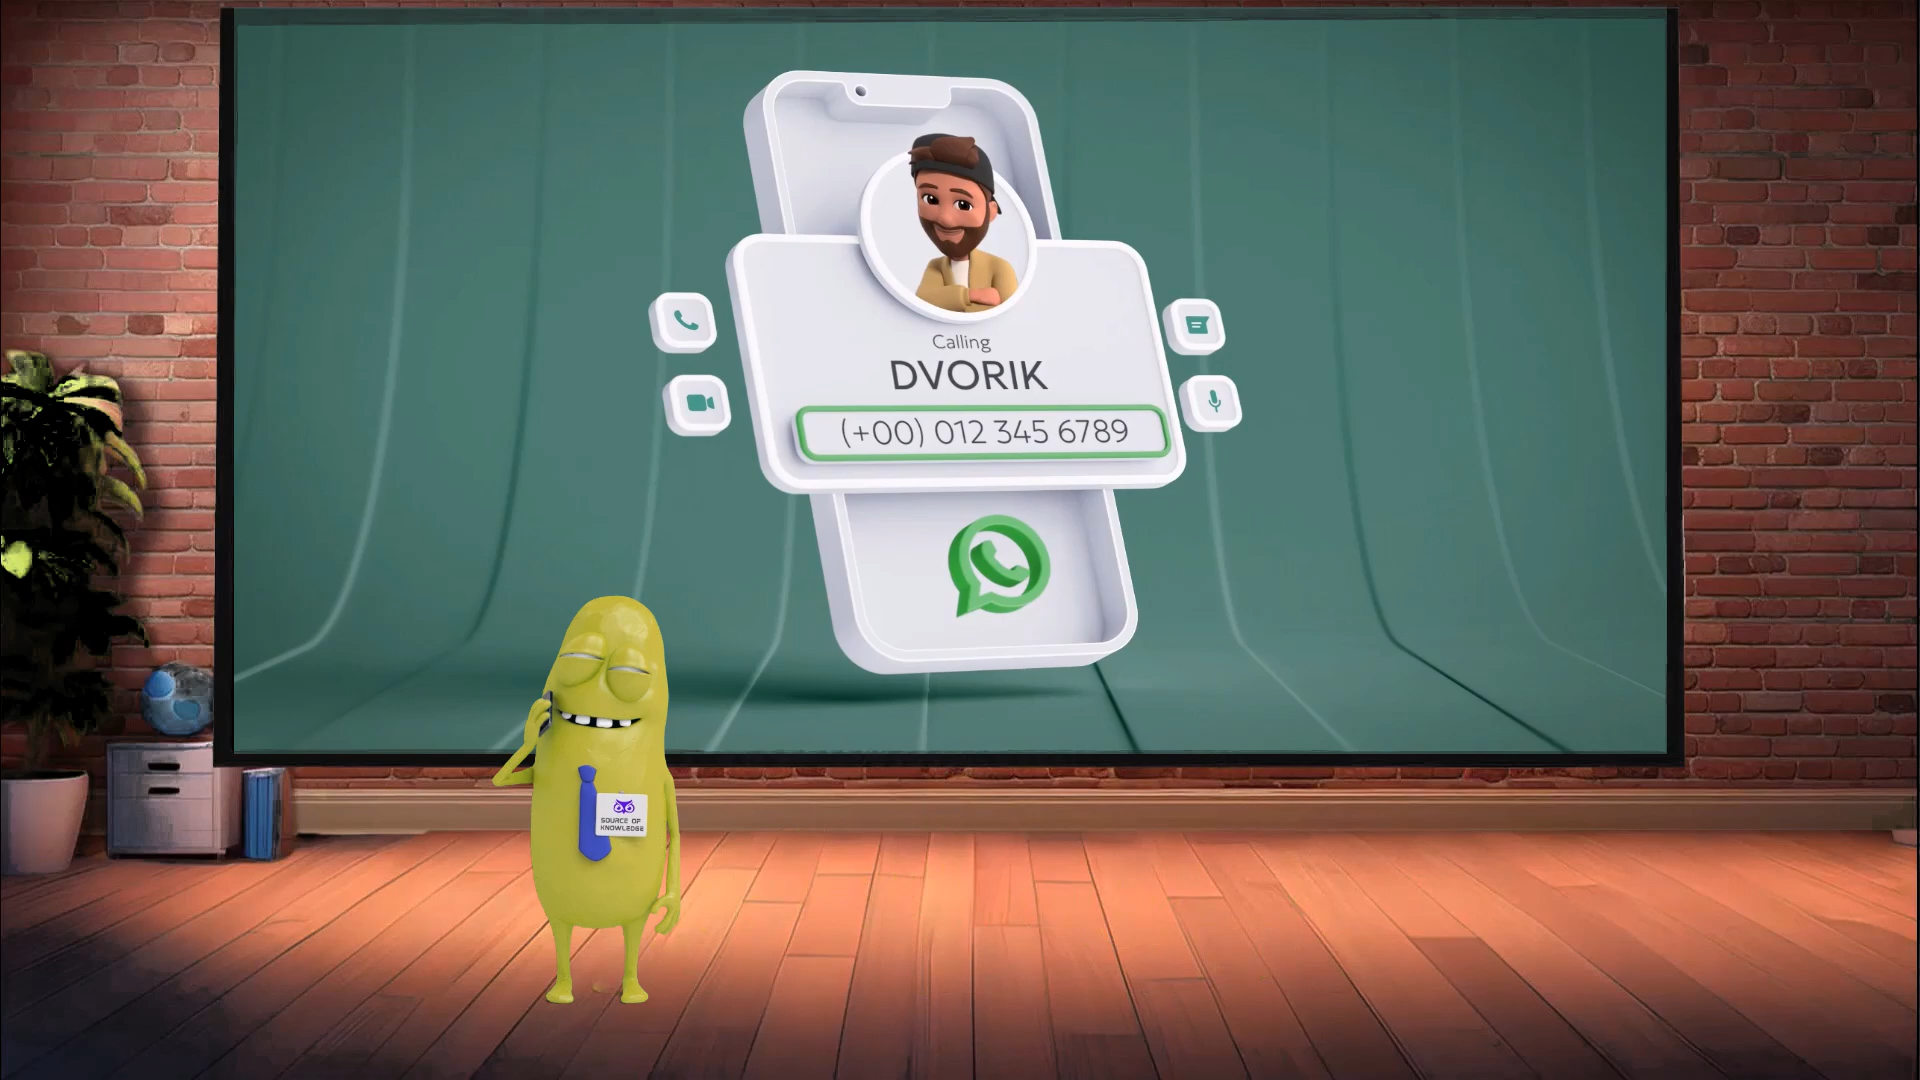 Calling
DVORIK
(+00) 012 345 6789
SOURCE OF
KNOWLEDGE